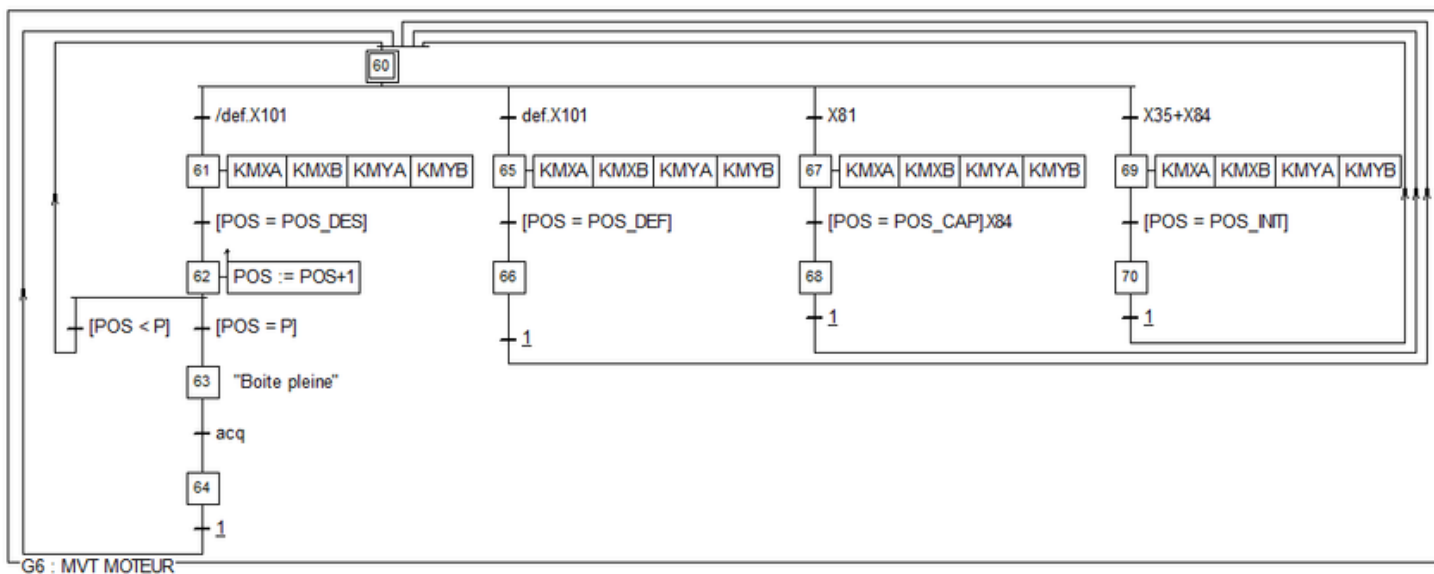 60
/def.X101 def.X101 X81 X35+X84
61 KMXA KMXB KMYA KMYB 65 KMXA KMXB KMYA KMYB 67 KMXA KMXB KMYA KMYB 69 KMXA KMXB KMYA KMYB
[POS = POS_DES] [POS = POS_DEF] [POS = POS_CAP].X84 [POS = POS_INIT]
62 POS := POS+1 66 68 70
[POS < P] [POS = P] 1 1 1
63 "Boite pleine"
acq
64
1
G6 : MVT MOTEUR